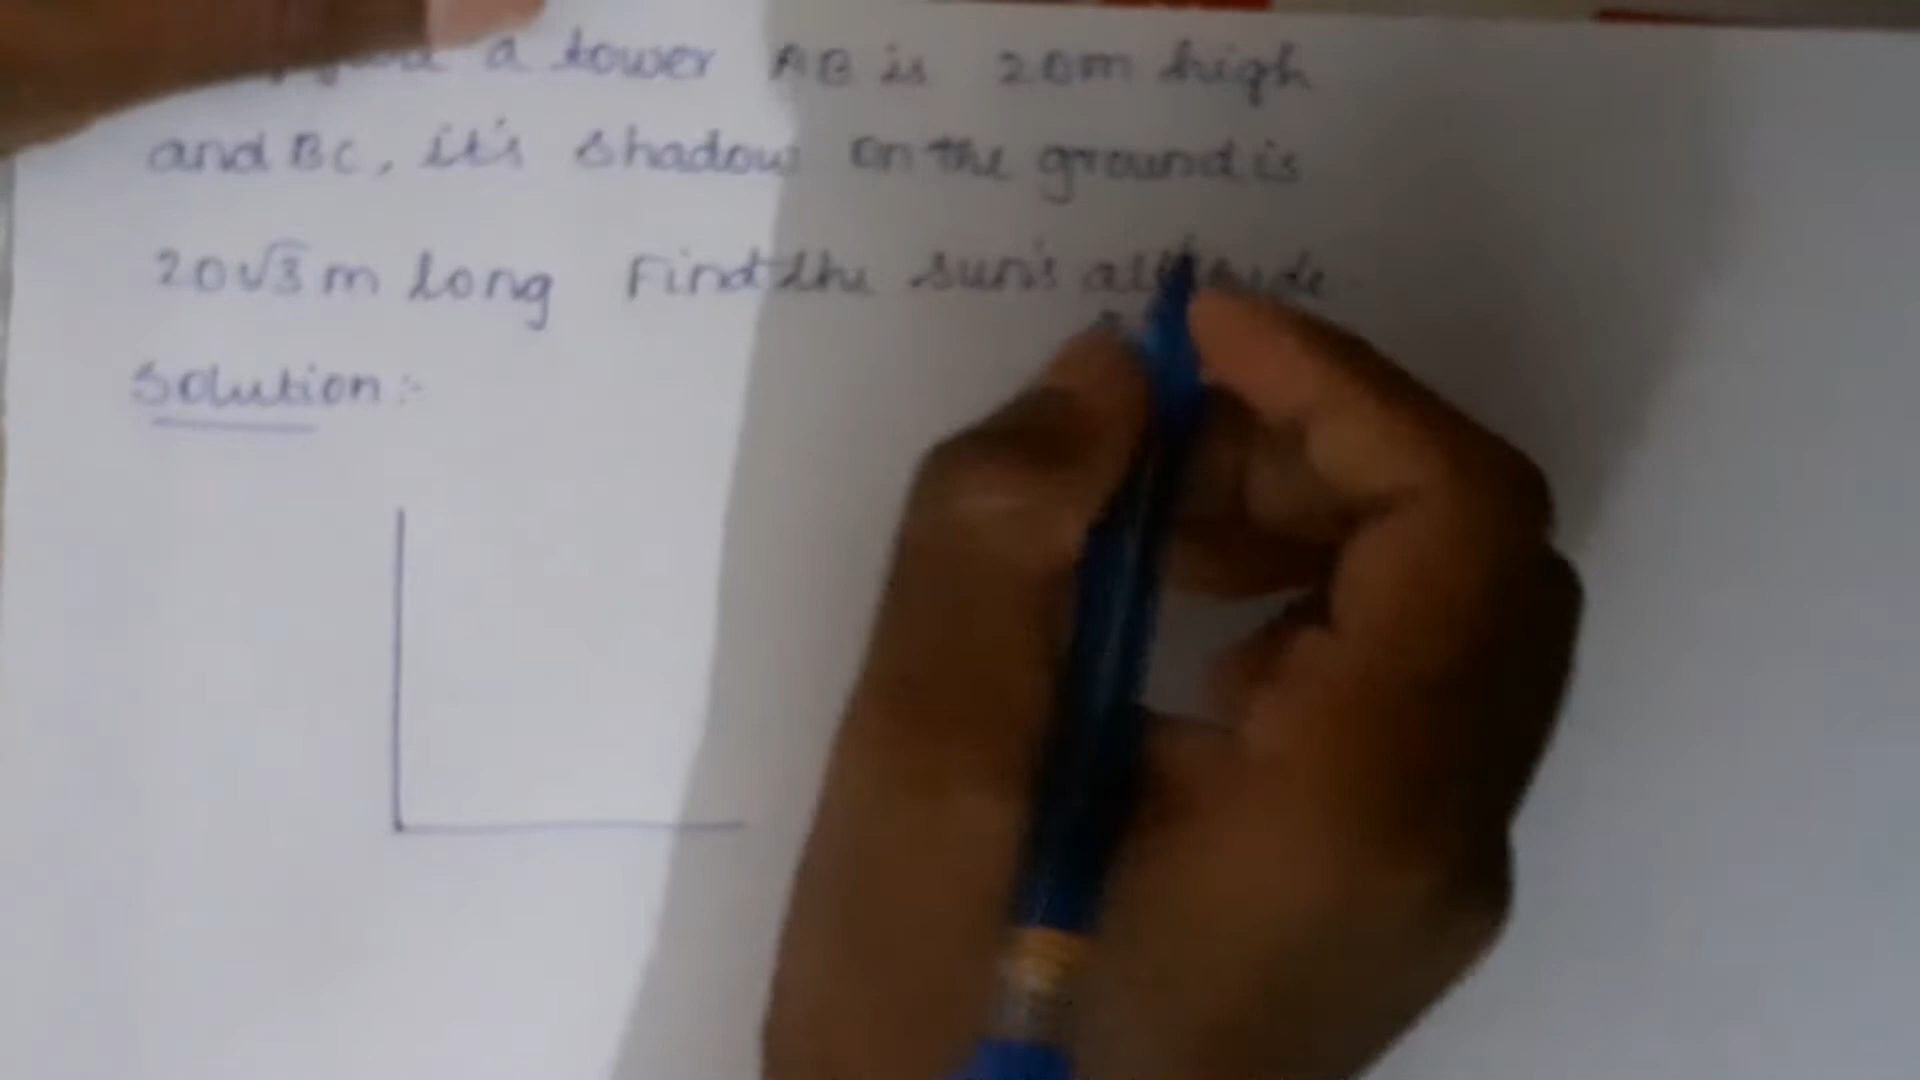 a tower AB is 20m high
and BC, it's shadow on the ground is
20√3 m long Find the sun's altitude
Solution:-